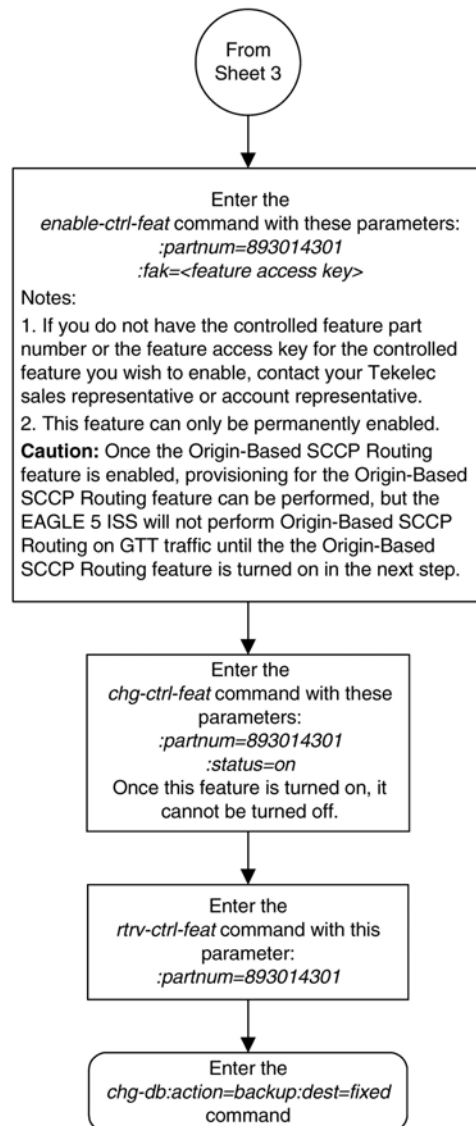 From
Sheet 3
Enter the
enable-ctrl-feat command with these parameters:
:partnum=893014301
:fak=<feature access key>
Notes:
1. If you do not have the controlled feature part
number or the feature access key for the controlled
feature you wish to enable, contact your Tekelec
sales representative or account representative.
2. This feature can only be permanently enabled.
Caution: Once the Origin-Based SCCP Routing
feature is enabled, provisioning for the Origin-Based
SCCP Routing feature can be performed, but the
EAGLE 5 ISS will not perform Origin-Based SCCP
Routing on GTT traffic until the the Origin-Based
SCCP Routing feature is turned on in the next step.
Enter the
chg-ctrl-feat command with these
parameters:
:partnum=893014301
:status=on
Once this feature is turned on, it
cannot be turned off.
Enter the
rtrv-ctrl-feat command with this
parameter:
:partnum=893014301
Enter the
chg-db:action=backup:dest=fixed
command